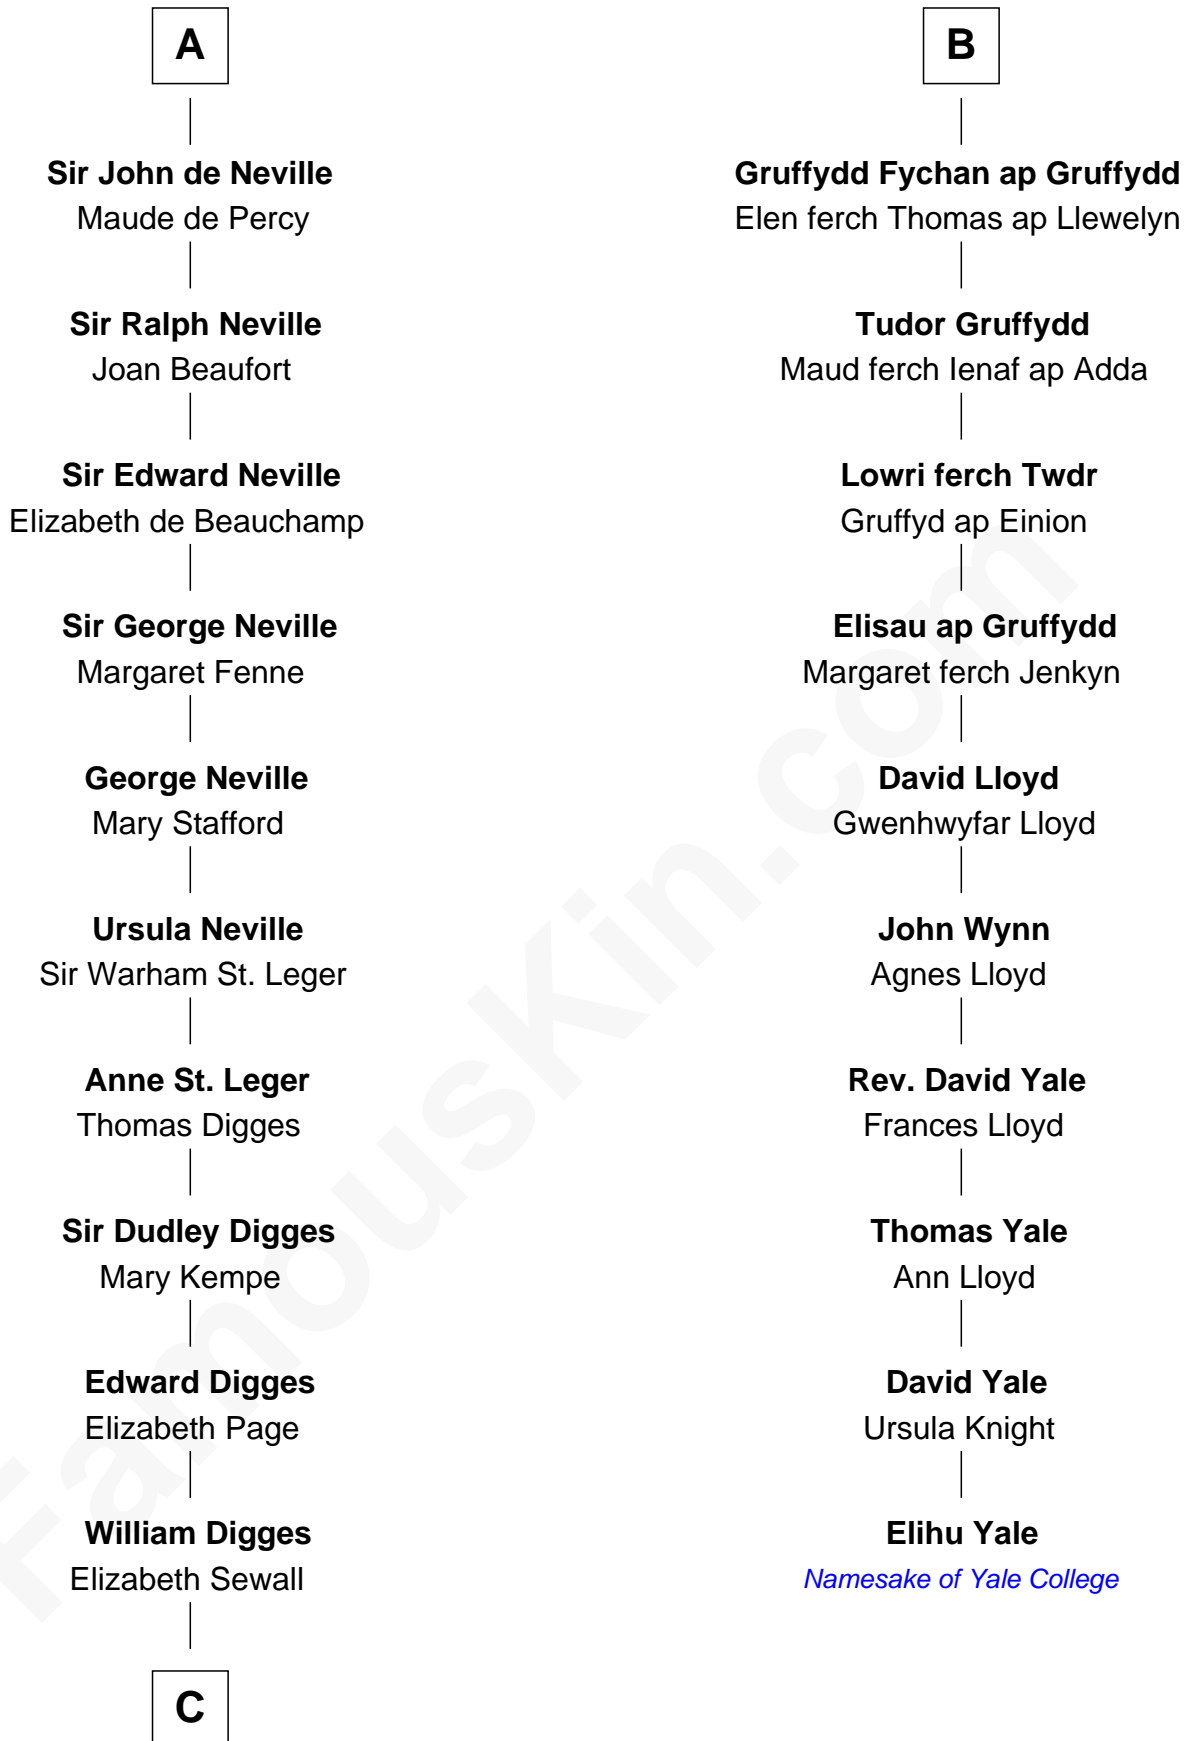 A
Sir John de Neville
Maude de Percy
Sir Ralph Neville
Joan Beaufort
Sir Edward Neville
Elizabeth de Beauchamp
Sir George Neville
Margaret Fenne
George Neville
Mary Stafford
Ursula Neville
Sir Warham St. Leger
Anne St. Leger
Thomas Digges
Sir Dudley Digges
Mary Kempe
Edward Digges
Elizabeth Page
William Digges
Elizabeth Sewall
C
B
Gruffydd Fychan ap Gruffydd
Elen ferch Thomas ap Llewelyn
Tudor Gruffydd
Maud ferch Ienaf ap Adda
Lowri ferch Twdr
Gruffyd ap Einion
Elisau ap Gruffydd
Margaret ferch Jenkyn
David Lloyd
Gwenhwyfar Lloyd
John Wynn
Agnes Lloyd
Rev. David Yale
Frances Lloyd
Thomas Yale
Ann Lloyd
David Yale
Ursula Knight
Elihu Yale
Namesake of Yale College
FamousKin.com